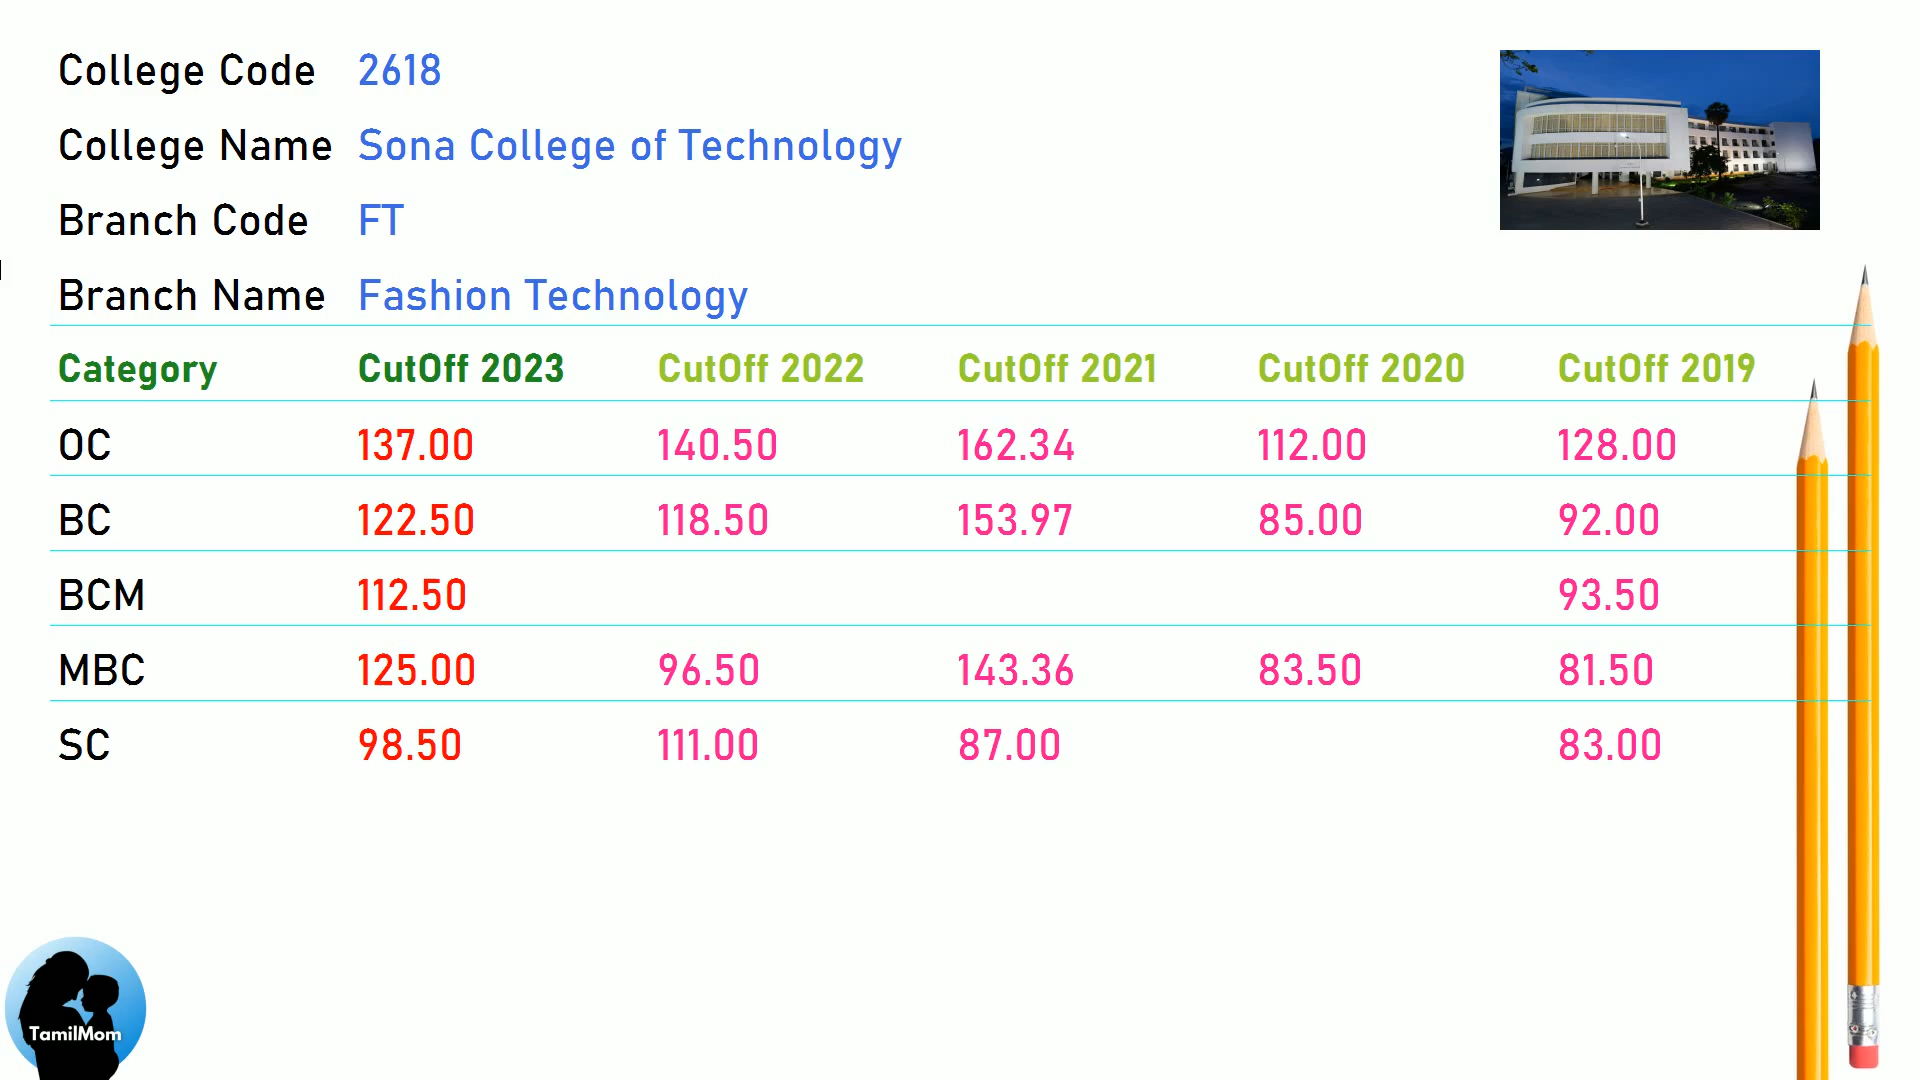 College Code 2618
College Name Sona College of Technology
Branch Code FT
Branch Name Fashion Technology
Category CutOff 2023 CutOff 2022 CutOff 2021 CutOff 2020 CutOff 2019
OC 137.00 140.50 162.34 112.00 128.00
BC 122.50 118.50 153.97 85.00 92.00
BCM 112.50 93.50
MBC 125.00 96.50 143.36 83.50 81.50
SC 98.50 111.00 87.00 83.00
TamilMom